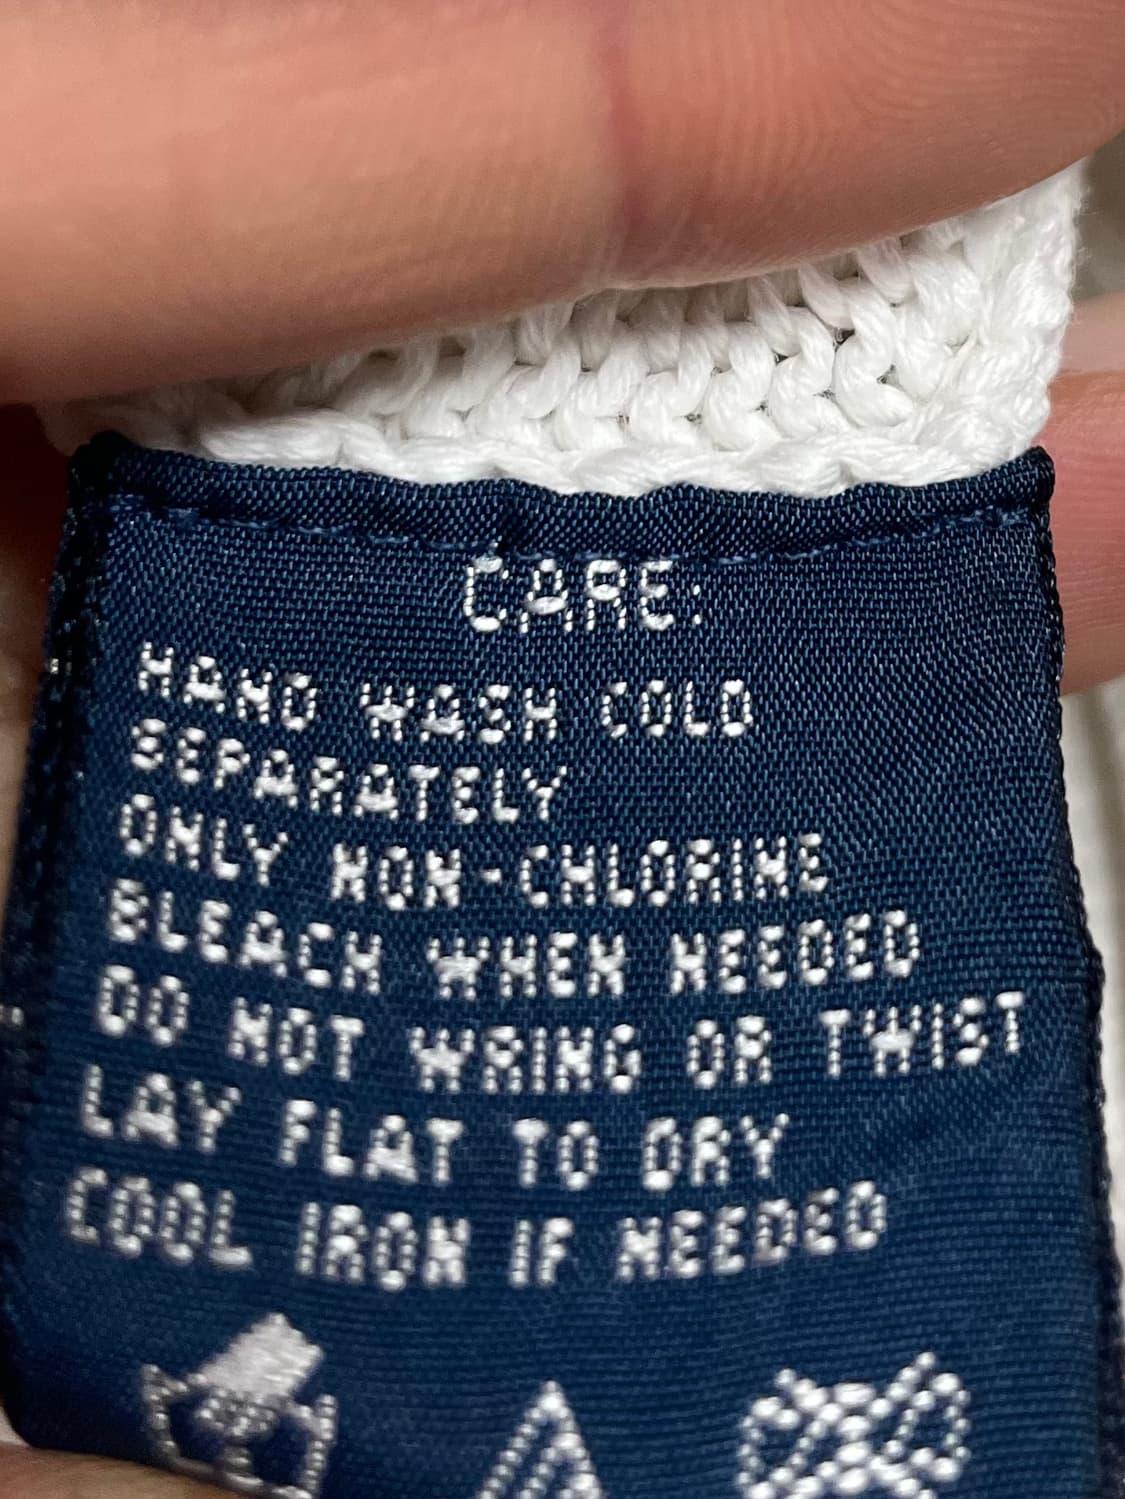 CARE:
HAND WASH COLD
SEPARATELY
ONLY NON-CHLORINE
BLEACH WHEN NEEDED
DO NOT WRING OR TWIST
LAY FLAT TO DRY
COOL IRON IF NEEDED